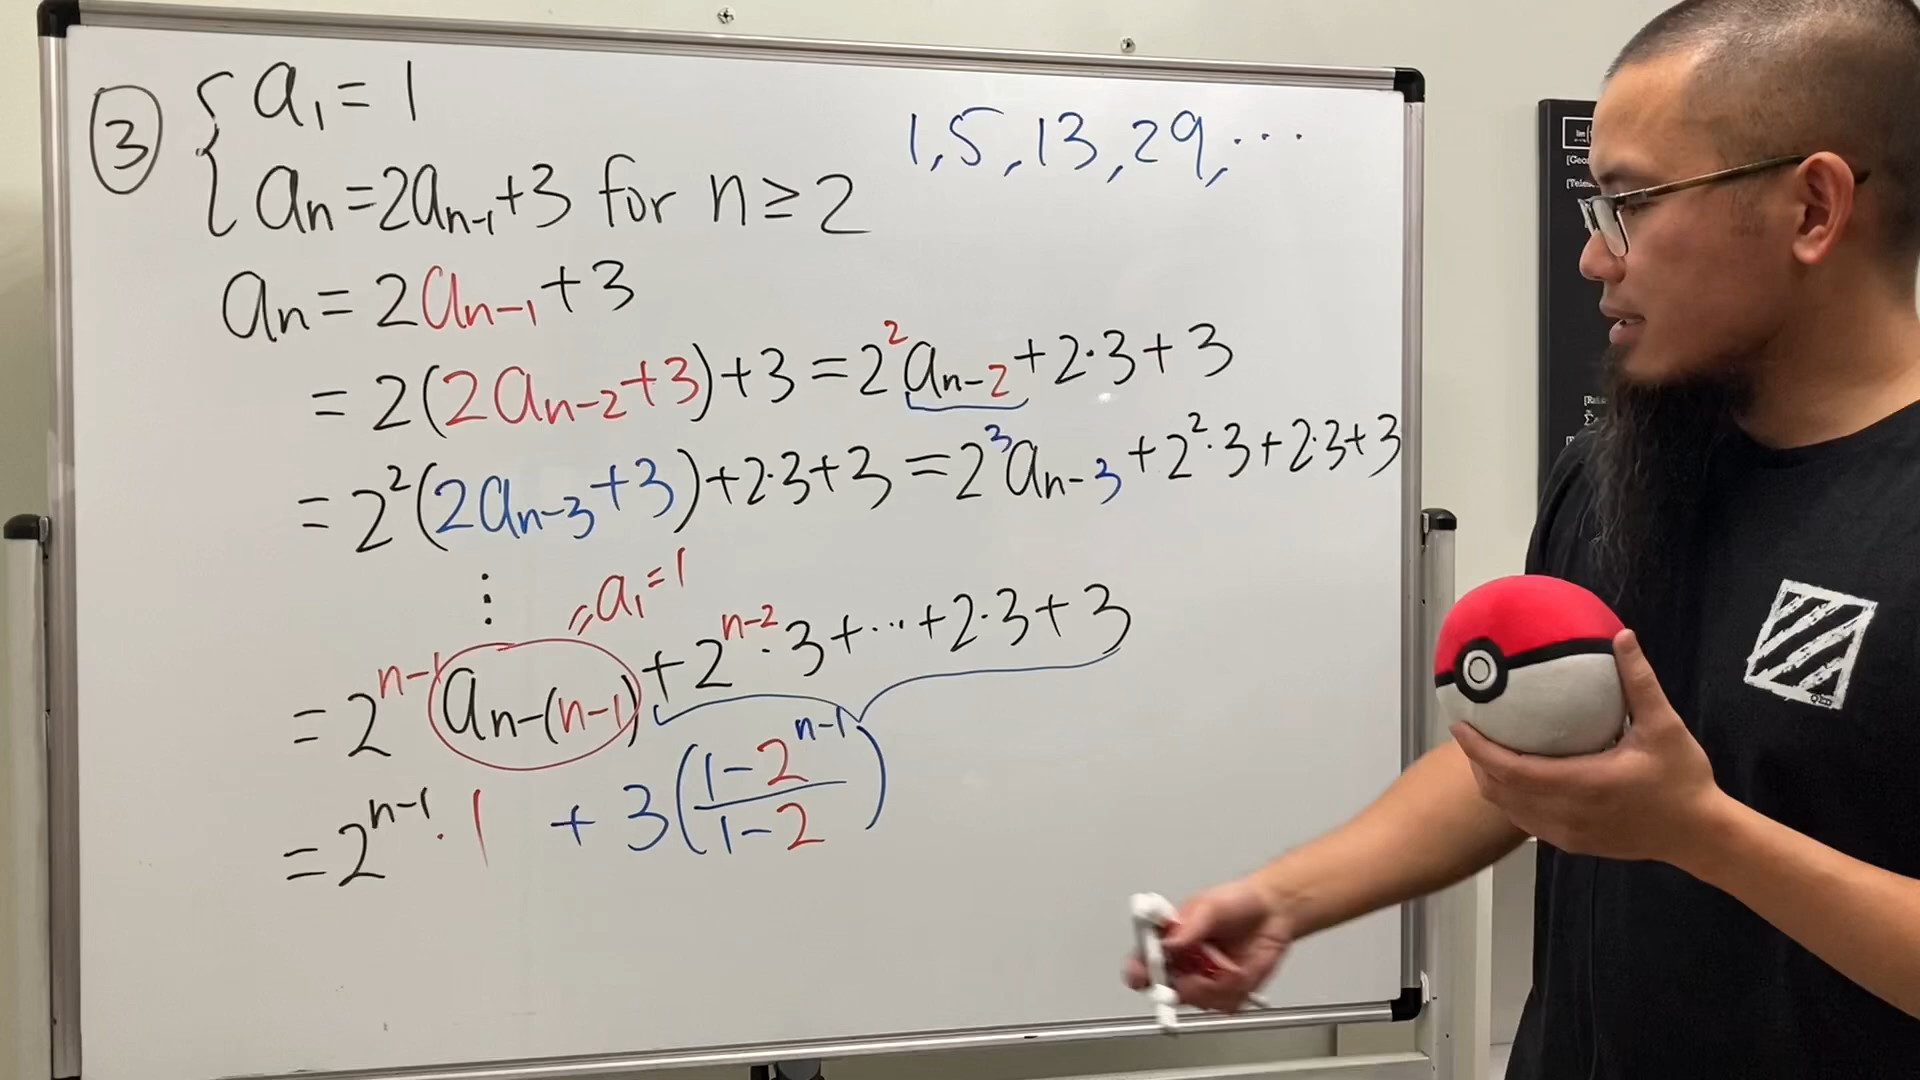 ③ { a₁ = 1
1, 5, 13, 29, ⋯
aₙ = 2aₙ₋₁ + 3 for n ≥ 2
aₙ = 2aₙ₋₁ + 3
= 2(2aₙ₋₂ + 3) + 3 = 2²aₙ₋₂ + 2·3 + 3
= 2²(2aₙ₋₃ + 3) + 2·3 + 3 = 2³aₙ₋₃ + 2²·3 + 2·3 + 3
⋮
= a₁ = 1
= 2ⁿ⁻¹ aₙ₋₍ₙ₋₁₎ + 2ⁿ⁻²·3 + ⋯ + 2·3 + 3
= 2ⁿ⁻¹·1 + 3((1 − 2ⁿ⁻¹)/(1 − 2))